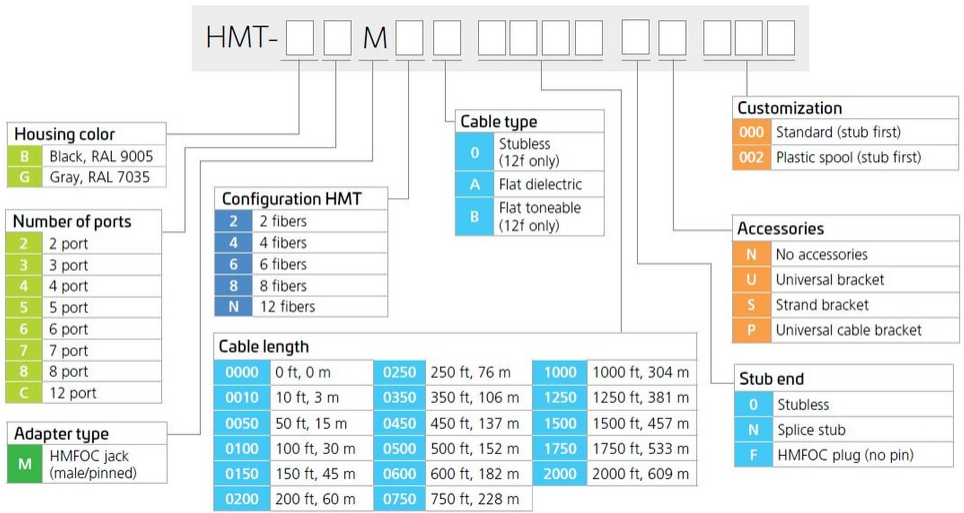 HMT- M
Housing color
B Black, RAL 9005
G Gray, RAL 7035
Number of ports
2 2 port
3 3 port
4 4 port
5 5 port
6 6 port
7 7 port
8 8 port
C 12 port
Adapter type
M HMFOC jack
(male/pinned)
Configuration HMT
2 2 fibers
4 4 fibers
6 6 fibers
8 8 fibers
N 12 fibers
Cable type
0 Stubless
(12f only)
A Flat dielectric
B Flat toneable
(12f only)
Cable length
0000 0 ft, 0 m 0250 250 ft, 76 m 1000 1000 ft, 304 m
0010 10 ft, 3 m 0350 350 ft, 106 m 1250 1250 ft, 381 m
0050 50 ft, 15 m 0450 450 ft, 137 m 1500 1500 ft, 457 m
0100 100 ft, 30 m 0500 500 ft, 152 m 1750 1750 ft, 533 m
0150 150 ft, 45 m 0600 600 ft, 182 m 2000 2000 ft, 609 m
0200 200 ft, 60 m 0750 750 ft, 228 m
Customization
000 Standard (stub first)
002 Plastic spool (stub first)
Accessories
N No accessories
U Universal bracket
S Strand bracket
P Universal cable bracket
Stub end
0 Stubless
N Splice stub
F HMFOC plug (no pin)